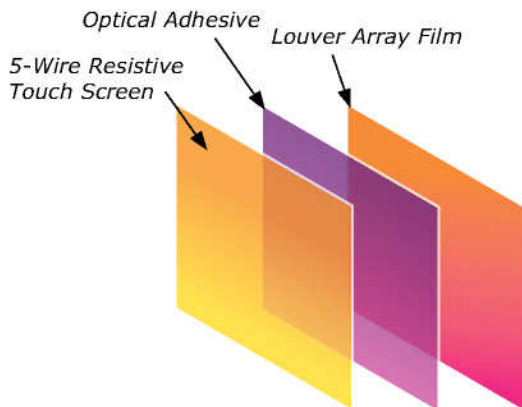 Optical Adhesive
Louver Array Film
5-Wire Resistive
Touch Screen